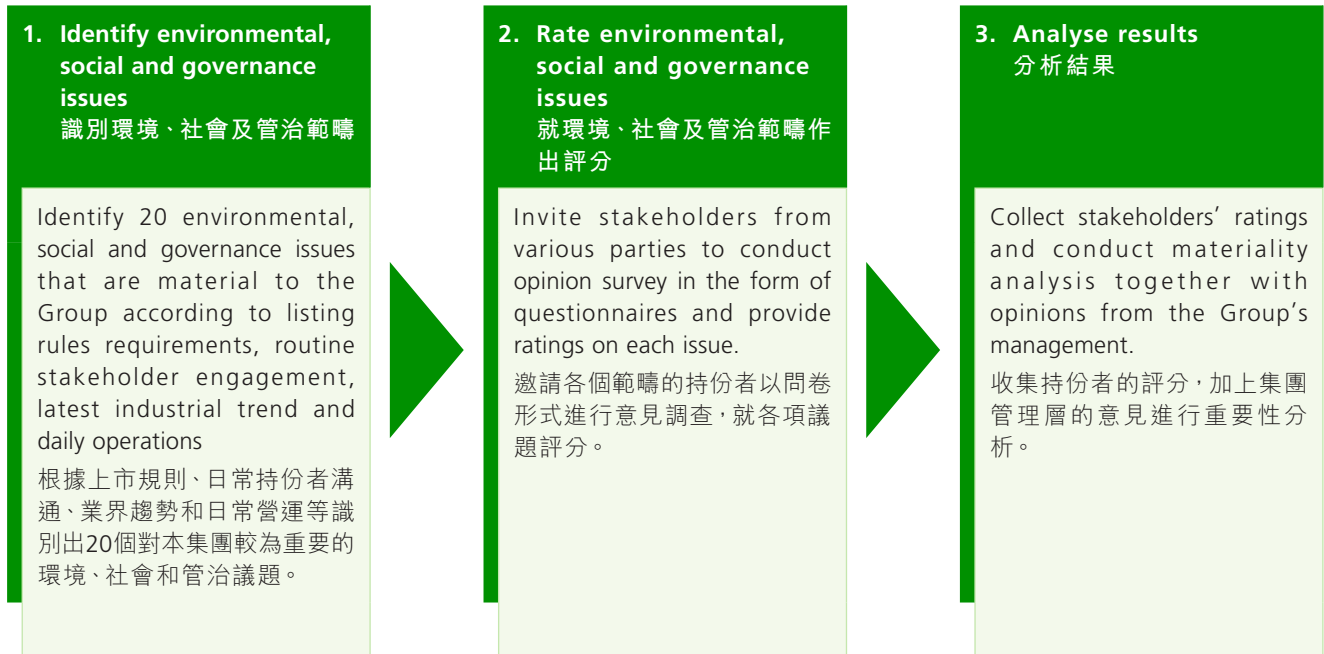 1. Identify environmental,
social and governance
issues
識別環境、社會及管治範疇
Identify 20 environmental,
social and governance issues
that are material to the
Group according to listing
rules requirements, routine
stakeholder engagement,
latest industrial trend and
daily operations
根據上市規則、日常持份者溝
通、業界趨勢和日常營運等識
別出20個對本集團較為重要的
環境、社會和管治議題。
2. Rate environmental,
social and governance
issues
就環境、社會及管治範疇作
出評分
Invite stakeholders from
various parties to conduct
opinion survey in the form of
questionnaires and provide
ratings on each issue.
邀請各個範疇的持份者以問卷
形式進行意見調查，就各項議
題評分。
3. Analyse results
分析結果
Collect stakeholders’ ratings
and conduct materiality
analysis together with
opinions from the Group’s
management.
收集持份者的評分，加上集團
管理層的意見進行重要性分
析。